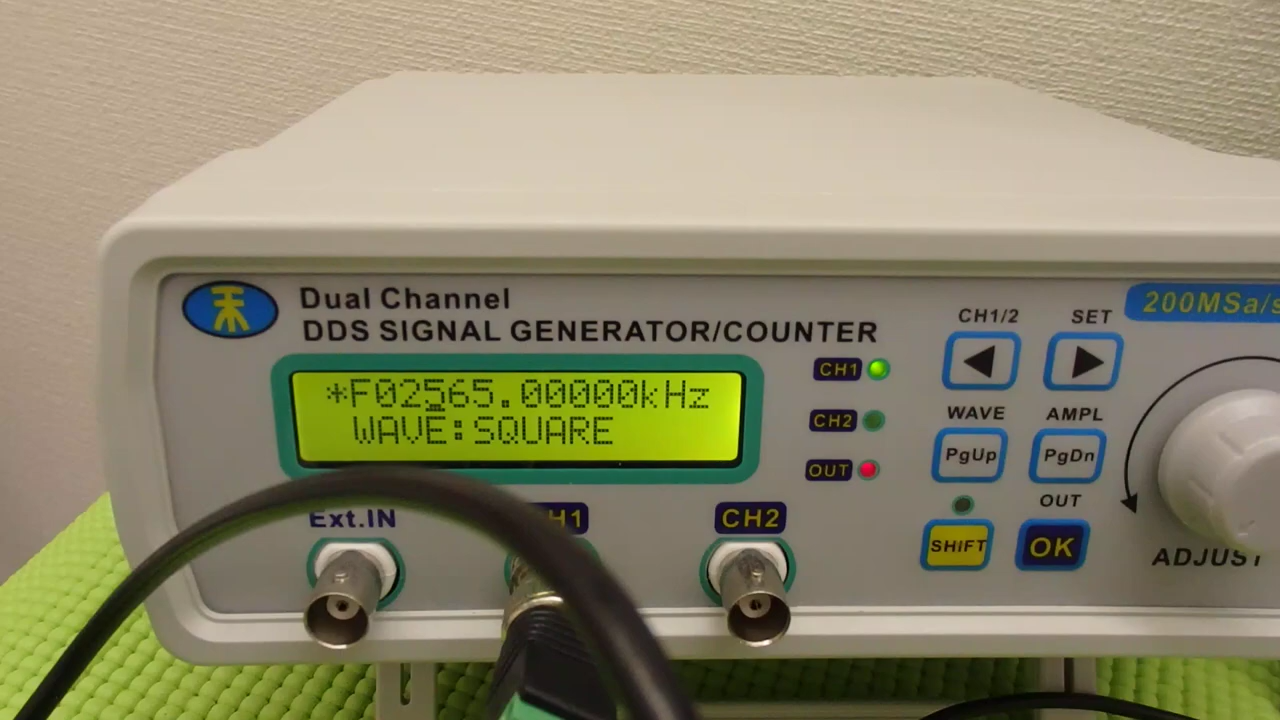 Dual Channel
DDS SIGNAL GENERATOR/COUNTER
200MSa/s
*F02565.00000kHz
WAVE:SQUARE
CH1
CH2
OUT
CH1/2
SET
WAVE
AMPL
PgUp
PgDn
OUT
SHIFT
OK
ADJUST
Ext.IN
H1
CH2